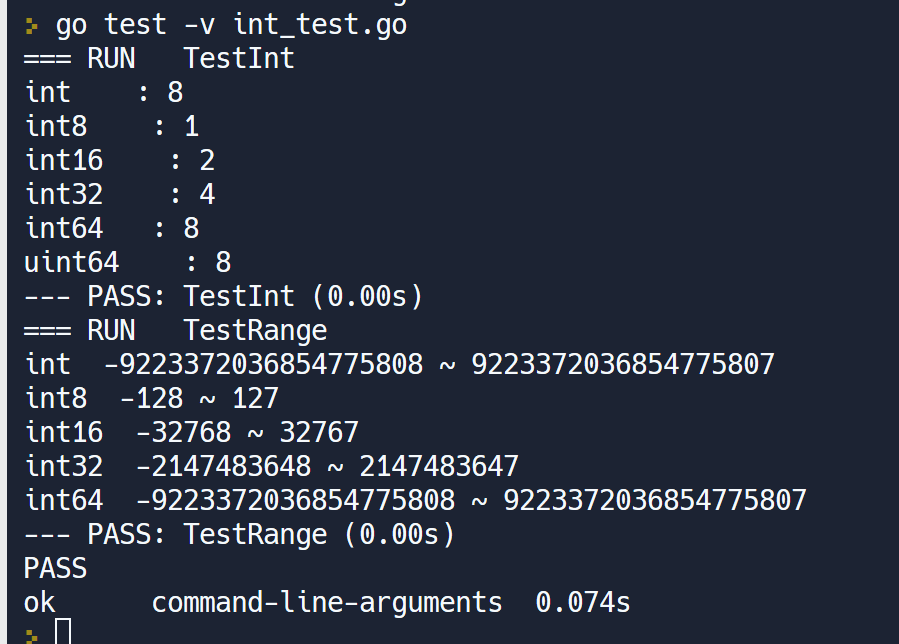 go test -v int_test.go
=== RUN   TestInt
int    : 8
int8    : 1
int16    : 2
int32    : 4
int64   : 8
uint64    : 8
--- PASS: TestInt (0.00s)
=== RUN   TestRange
int  -9223372036854775808 ~ 9223372036854775807
int8  -128 ~ 127
int16  -32768 ~ 32767
int32  -2147483648 ~ 2147483647
int64  -9223372036854775808 ~ 9223372036854775807
--- PASS: TestRange (0.00s)
PASS
ok      command-line-arguments  0.074s